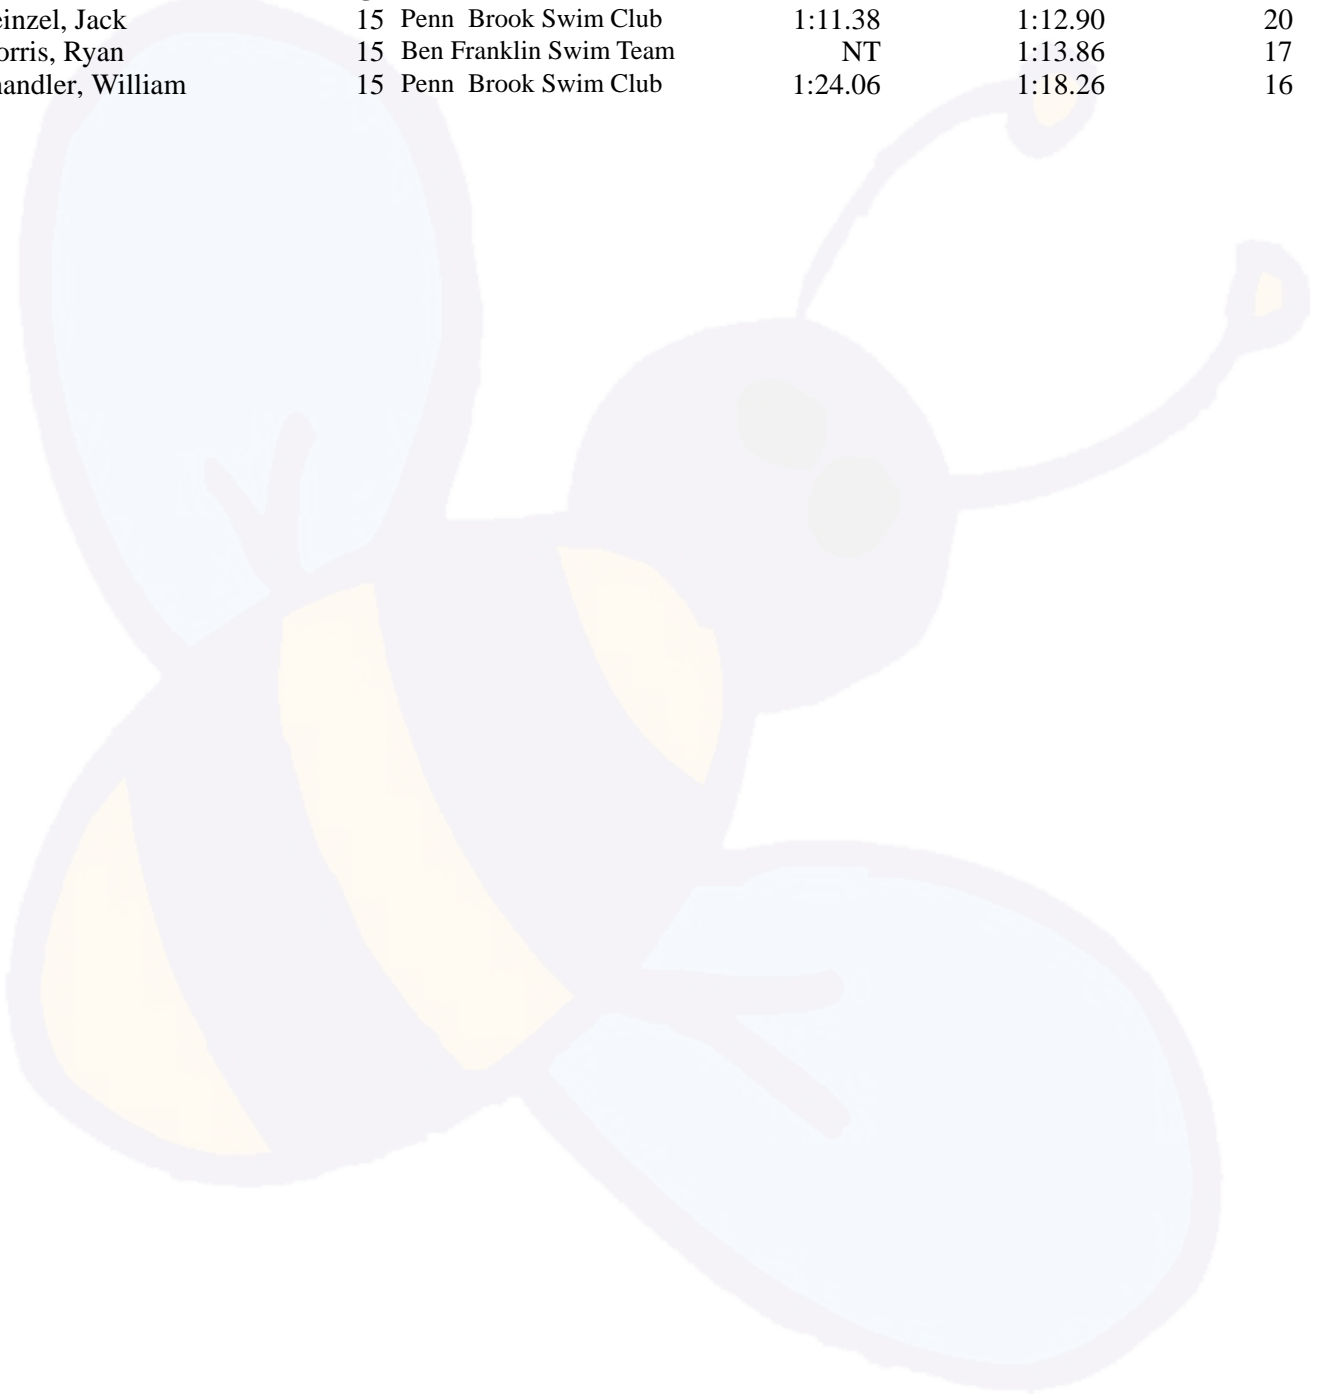 einzel, Jack 15 Penn Brook Swim Club 1:11.38 1:12.90 20
orris, Ryan 15 Ben Franklin Swim Team NT 1:13.86 17
handler, William 15 Penn Brook Swim Club 1:24.06 1:18.26 16